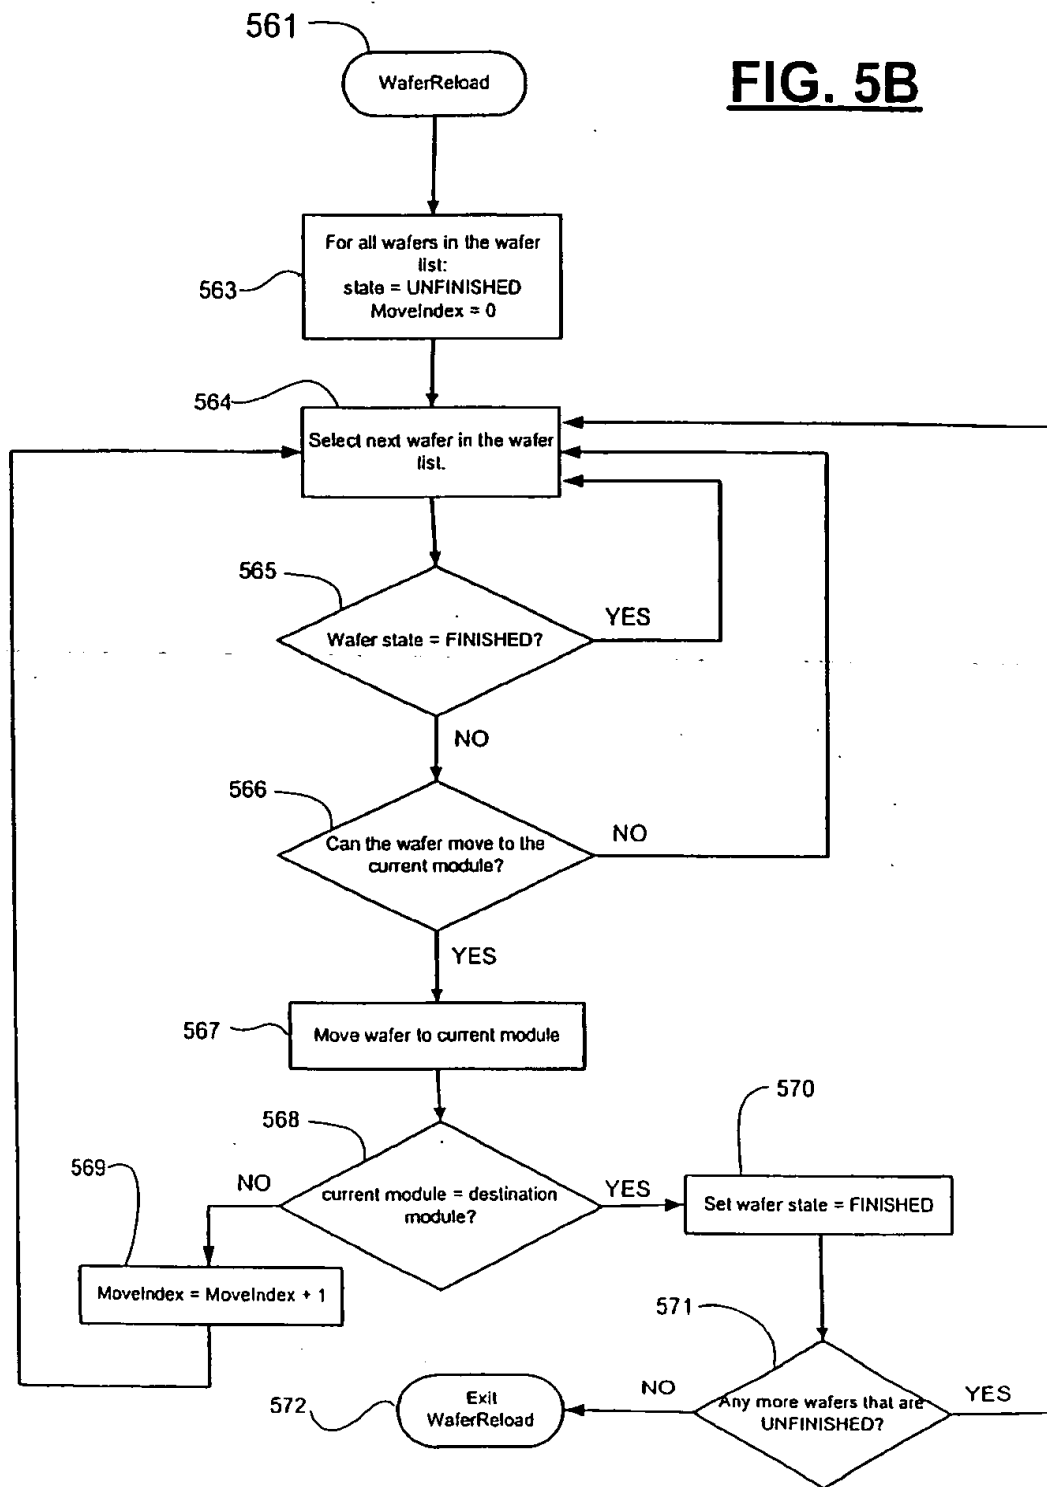 561
WaferReload
FIG. 5B
For all wafers in the wafer
list:
state = UNFINISHED
MoveIndex = 0
563
564
Select next wafer in the wafer
list.
565
Wafer state = FINISHED?
YES
NO
566
Can the wafer move to the
current module?
NO
YES
567
Move wafer to current module
568
570
569
NO
current module = destination
module?
YES
Set wafer state = FINISHED
MoveIndex = MoveIndex + 1
571
572
Exit
WaferReload
NO
Any more wafers that are
UNFINISHED?
YES